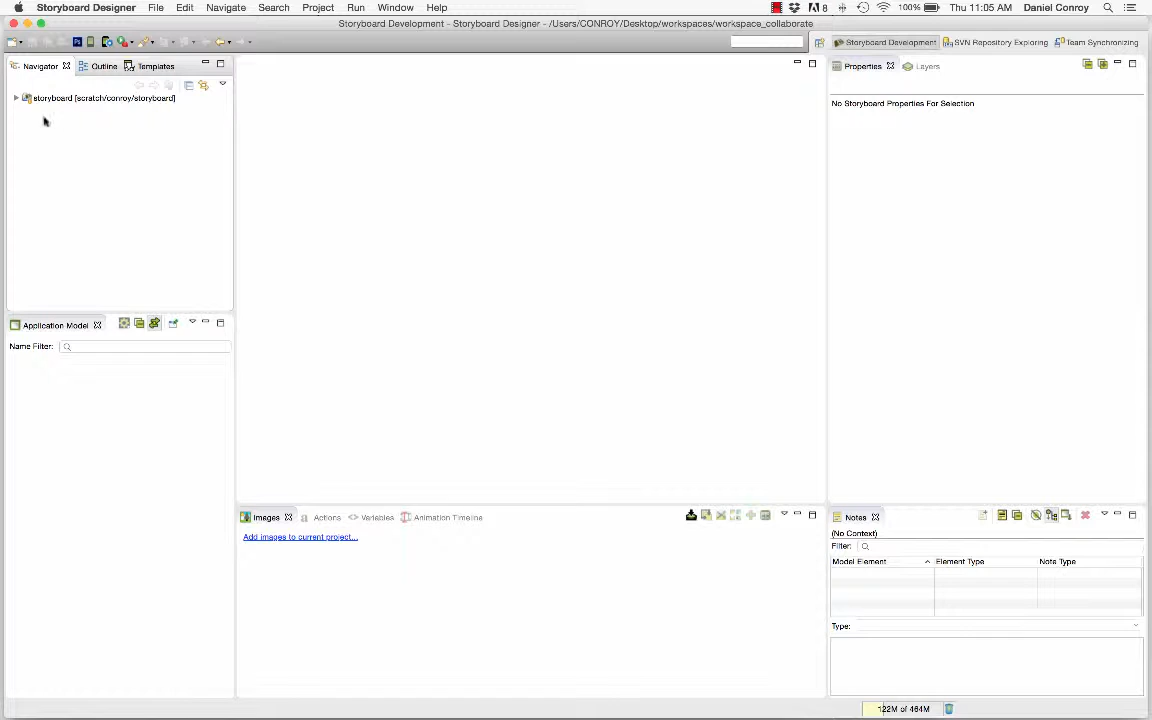 Storyboard Designer File Edit Navigate Search Project Run Window Help 8 100% Thu 11:05 AM Daniel Conroy
Storyboard Development - Storyboard Designer - /Users/CONROY/Desktop/workspaces/workspace_collaborate
Ps Storyboard Development SVN Repository Exploring Team Synchronizing
Navigator Outline Templates
storyboard [scratch/conroy/storyboard]
Application Model
Name Filter:
Properties Layers
No Storyboard Properties For Selection
Images Actions Variables Animation Timeline
Add images to current project...
Notes
(No Context)
Filter:
Model Element Element Type Note Type
Type:
122M of 464M